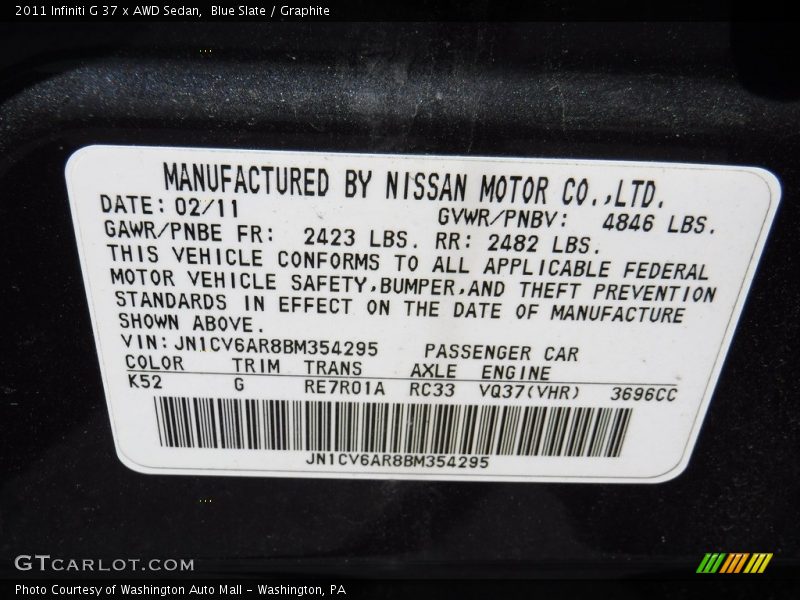 2011 Infiniti G 37 x AWD Sedan,  Blue Slate / Graphite
MANUFACTURED BY NISSAN MOTOR CO.,LTD.
DATE: 02/11 GVWR/PNBV: 4846 LBS.
GAWR/PNBE FR: 2423 LBS. RR: 2482 LBS.
THIS VEHICLE CONFORMS TO ALL APPLICABLE FEDERAL
MOTOR VEHICLE SAFETY,BUMPER,AND THEFT PREVENTION
STANDARDS IN EFFECT ON THE DATE OF MANUFACTURE
SHOWN ABOVE.
VIN:JN1CV6AR8BM354295 PASSENGER CAR
COLOR TRIM TRANS AXLE ENGINE
K52 G RE7R01A RC33 VQ37(VHR) 3696CC
JN1CV6AR8BM354295
GTCARLOT.COM
Photo Courtesy of Washington Auto Mall - Washington, PA